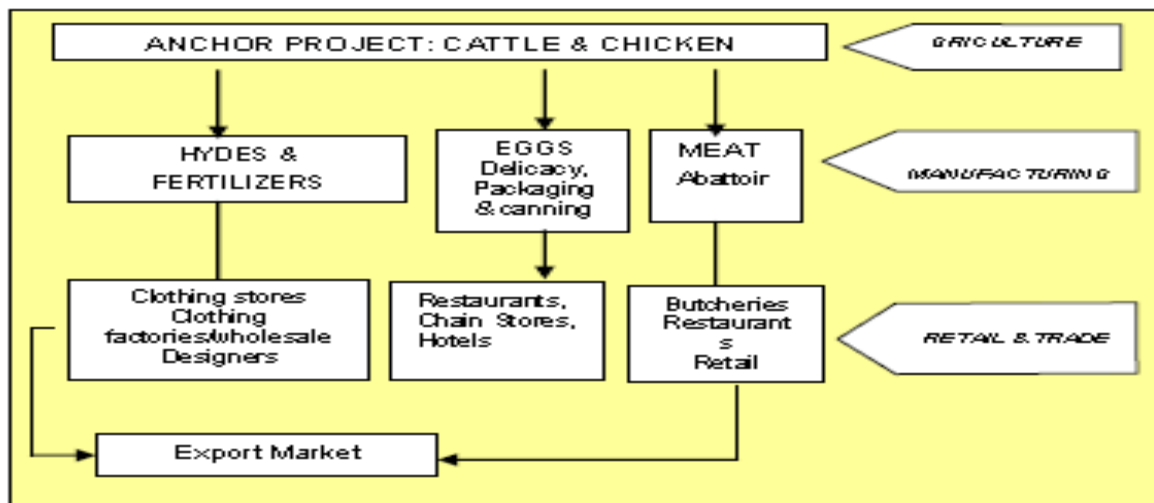 ANCHOR PROJECT: CATTLE & CHICKEN
GRICULTURE
HYDES &
FERTILIZERS
EGGS
Delicacy,
Packaging
& canning
MEAT
Abattoir
MANUFACTURING
Clothing stores
Clothing
factories/wholesale
Designers
Restaurants,
Chain Stores,
Hotels
Butcheries
Restaurant
s
Retail
RETAIL & TRADE
Export Market